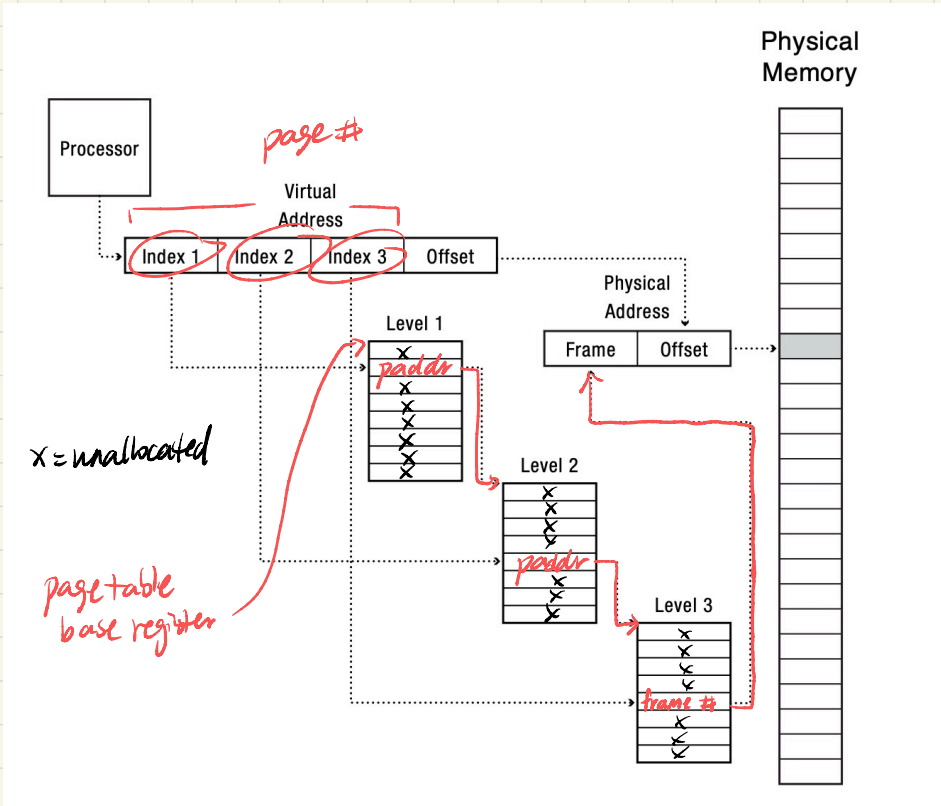 Physical
Memory
Processor
page #
Virtual
Address
Index 1 Index 2 Index 3 Offset
Physical
Address
Frame Offset
Level 1
x
paddr
x
x
x
x
x
x
x = unallocated
Level 2
x
x
x
x
paddr
x
x
x
page table
base register
Level 3
x
x
x
x
frame #
x
x
x